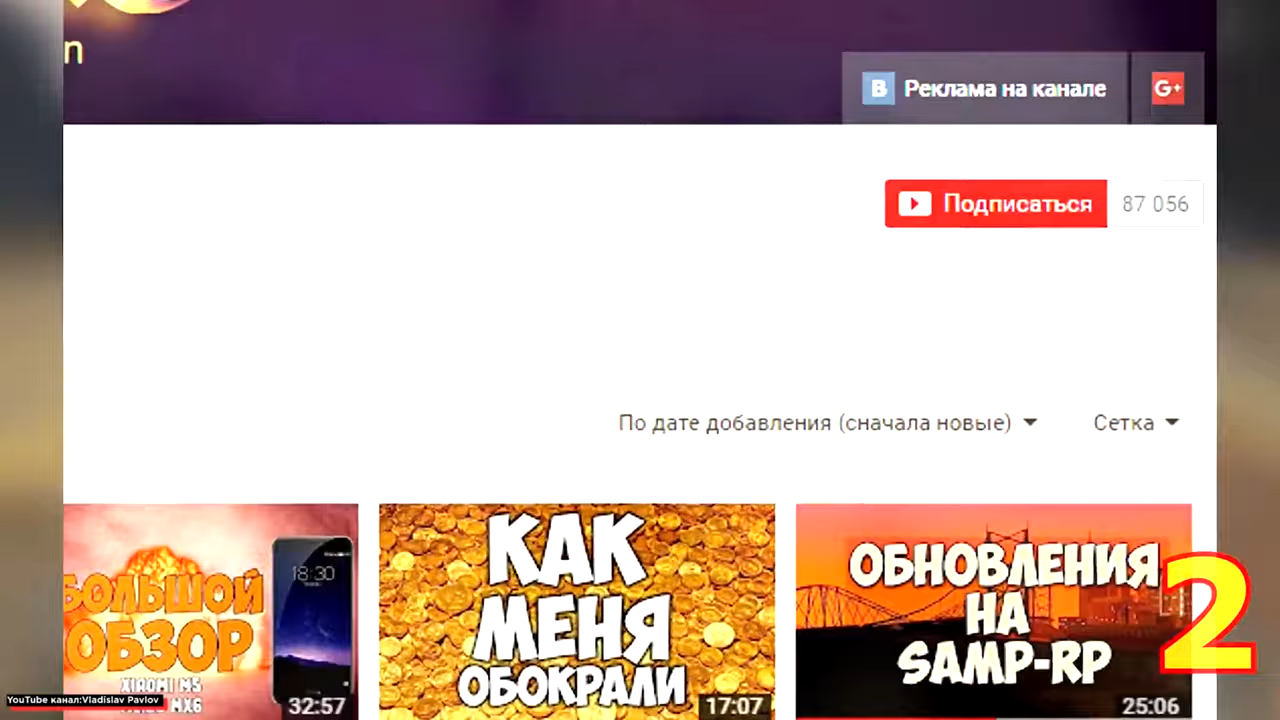 n
В Реклама на канале G+
Подписаться 87 056
По дате добавления (сначала новые) Сетка
18:30
БОЛЬШОЙ
ОБЗОР
XIAOMI M5
MX6
32:57
КАК
МЕНЯ
ОБОКРАЛИ
17:07
ОБНОВЛЕНИЯ
НА
SAMP-RP
25:06
2
YouTube канал:Vladislav Pavlov